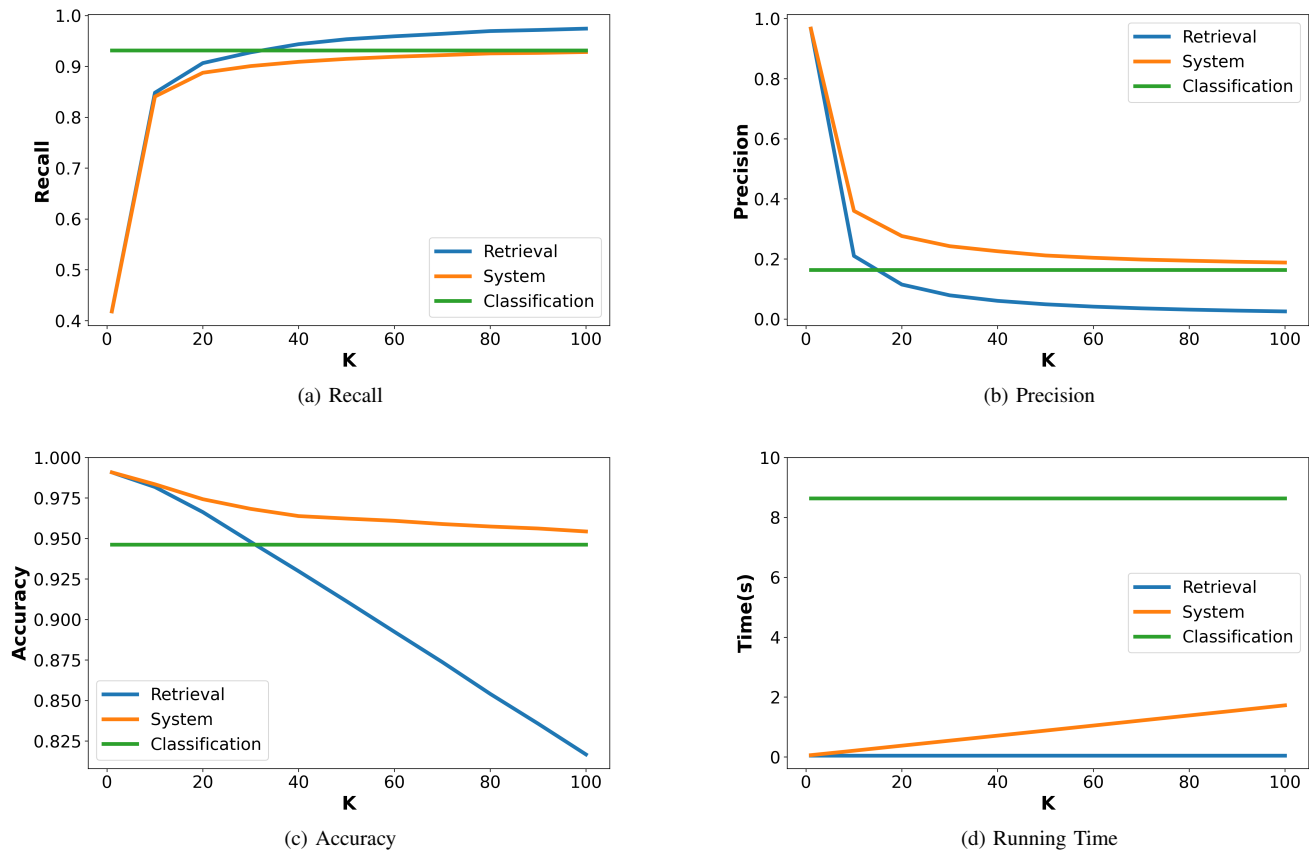 1.0
0.9
0.8
0.7
0.6
0.5
0.4
Recall
Retrieval
System
Classification
0 20 40 60 80 100
K
(a) Recall
1.0
0.8
0.6
0.4
0.2
0.0
Precision
Retrieval
System
Classification
0 20 40 60 80 100
K
(b) Precision
1.000
0.975
0.950
0.925
0.900
0.875
0.850
0.825
Accuracy
Retrieval
System
Classification
0 20 40 60 80 100
K
(c) Accuracy
10
8
6
4
2
0
Time(s)
Retrieval
System
Classification
0 20 40 60 80 100
K
(d) Running Time